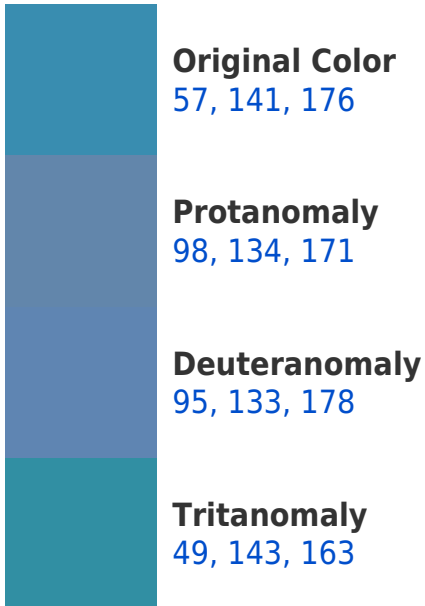 Original Color
57, 141, 176
Protanomaly
98, 134, 171
Deuteranomaly
95, 133, 178
Tritanomaly
49, 143, 163